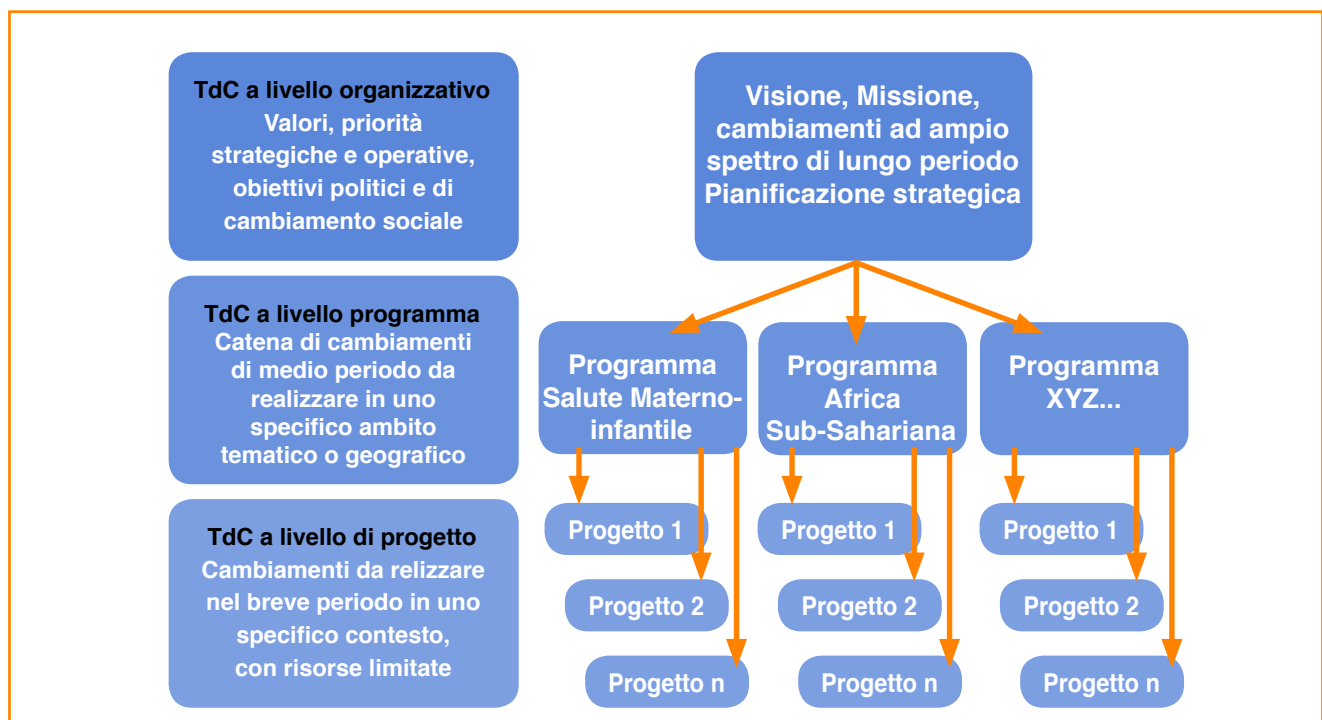 TdC a livello organizzativo
Valori, priorità
strategiche e operative,
obiettivi politici e di
cambiamento sociale
Visione, Missione,
cambiamenti ad ampio
spettro di lungo periodo
Pianificazione strategica
TdC a livello programma
Catena di cambiamenti
di medio periodo da
realizzare in uno
specifico ambito
tematico o geografico
Programma
Salute Materno-
infantile
Programma
Africa
Sub-Sahariana
Programma
XYZ...
TdC a livello di progetto
Cambiamenti da relizzare
nel breve periodo in uno
specifico contesto,
con risorse limitate
Progetto 1
Progetto 1
Progetto 1
Progetto 2
Progetto 2
Progetto 2
Progetto n
Progetto n
Progetto n